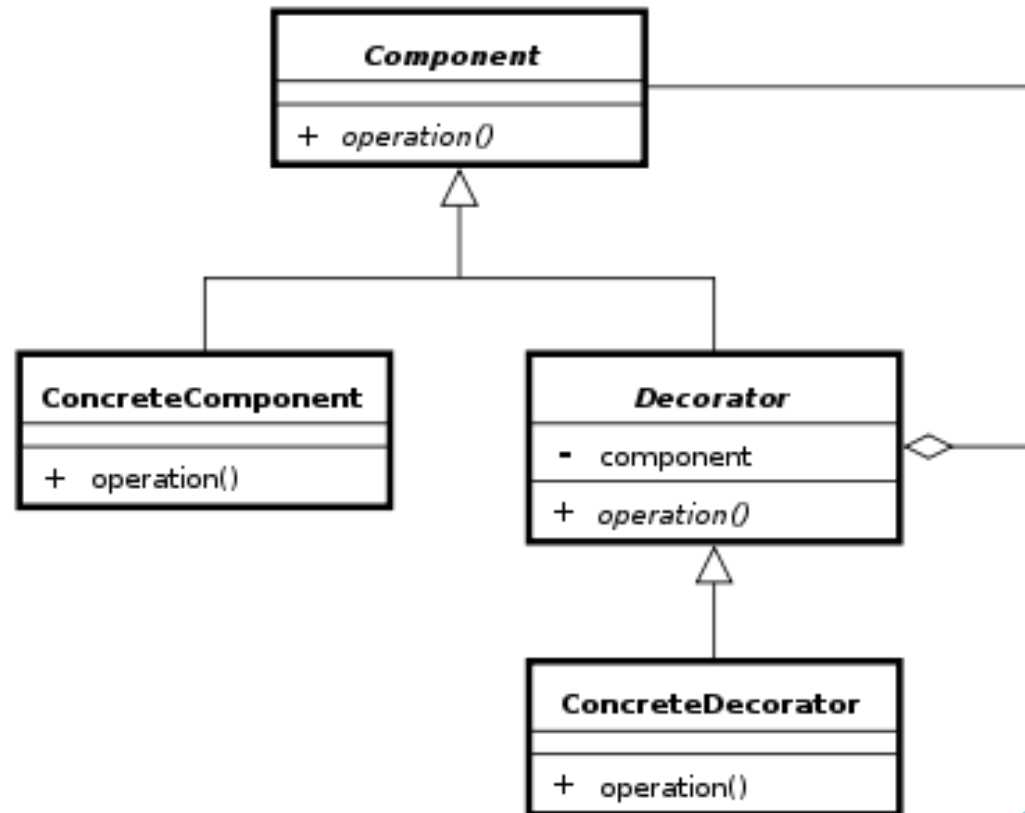 Component
+ operation()
ConcreteComponent
+ operation()
Decorator
- component
+ operation()
ConcreteDecorator
+ operation()